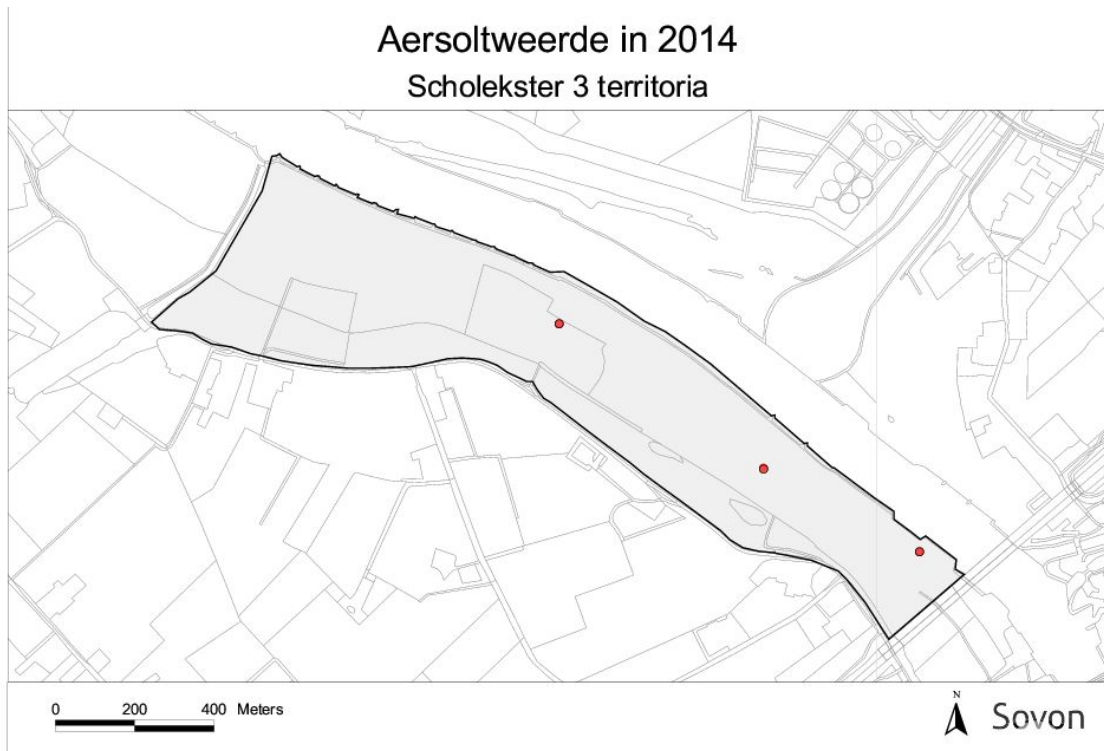 Aersoltweerde in 2014
Scholekster 3 territoria
0 200 400 Meters
N
Sovon